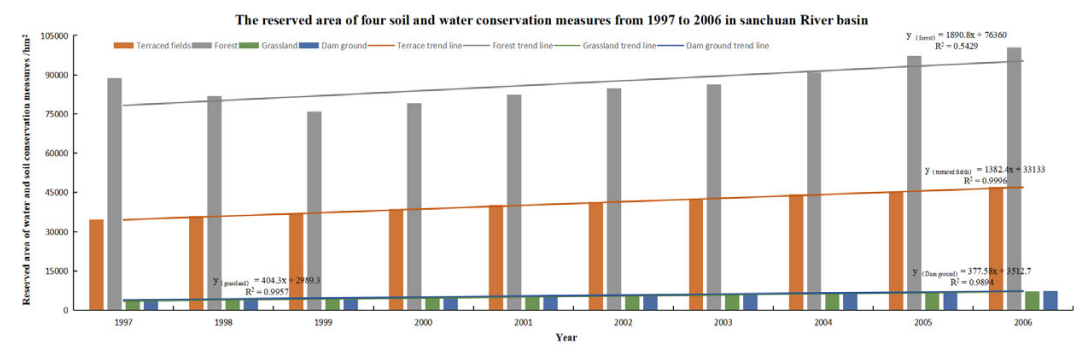 The reserved area of four soil and water conservation measures from 1997 to 2006 in sanchuan River basin
Reserved area of water and soil conservation measures /hm²
105000
90000
75000
60000
45000
30000
15000
0
Terraced fields Forest Grassland Dam ground Terrace trend line Forest trend line Grassland trend line Dam ground trend line
y (forest) = 1890.8x + 76360
R² = 0.5429
y (terraced fields) = 1382.4x + 33133
R² = 0.9996
y (grassland) = 404.3x + 2989.3
R² = 0.9957
y (Dam ground) = 377.58x + 3512.7
R² = 0.9894
1997 1998 1999 2000 2001 2002 2003 2004 2005 2006
Year